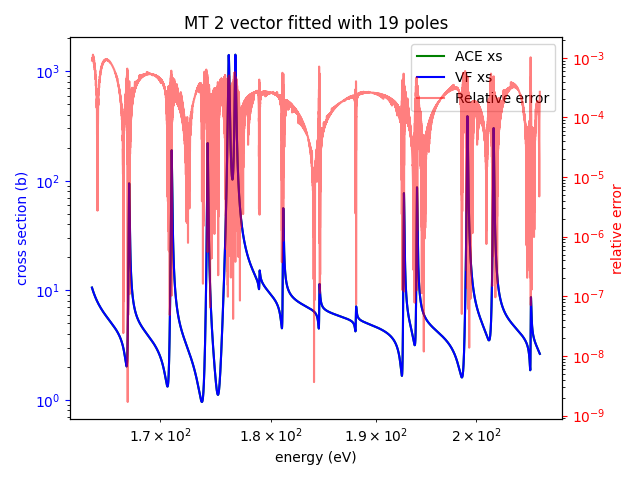 MT 2 vector fitted with 19 poles
ACE xs
VF xs
Relative error
cross section (b)
10³
10²
10¹
10⁰
relative error
10⁻³
10⁻⁴
10⁻⁵
10⁻⁶
10⁻⁷
10⁻⁸
10⁻⁹
1.7 × 10² 1.8 × 10² 1.9 × 10² 2 × 10²
energy (eV)